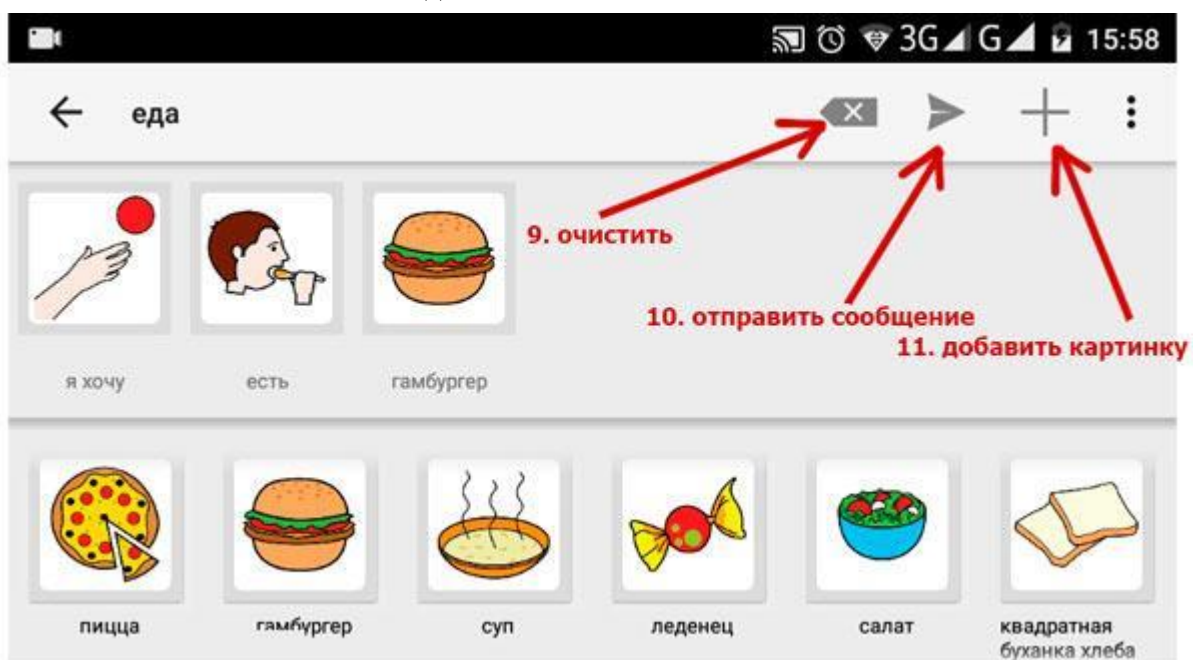 3G G 15:58
еда
9. очистить
10. отправить сообщение
11. добавить картинку
я хочу есть гамбургер
пицца гамбургер суп леденец салат квадратная
буханка хлеба